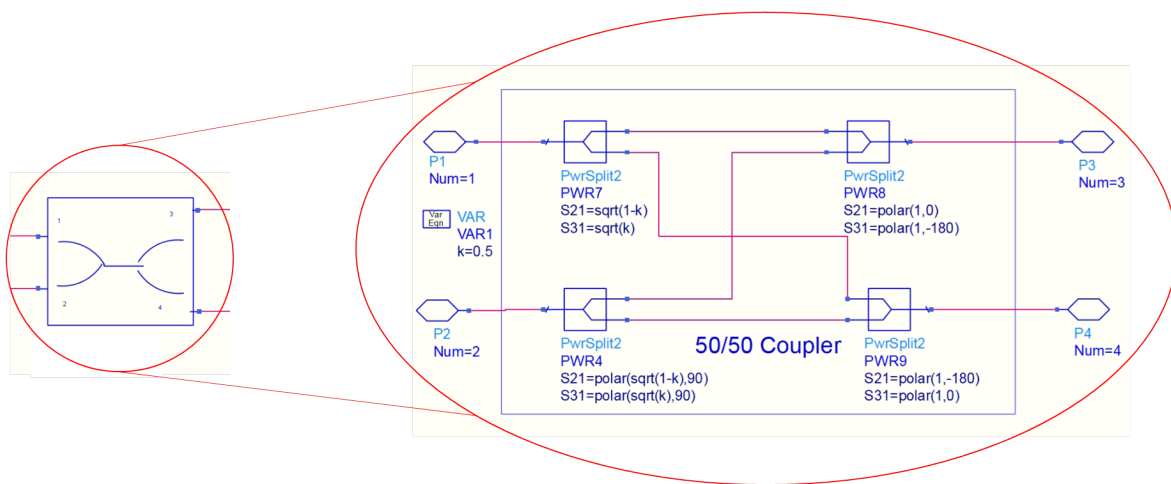 1
3
2
4
P1
Num=1
Var
Eqn
VAR
VAR1
k=0.5
P2
Num=2
PwrSplit2
PWR7
S21=sqrt(1-k)
S31=sqrt(k)
PwrSplit2
PWR4
S21=polar(sqrt(1-k),90)
S31=polar(sqrt(k),90)
50/50 Coupler
PwrSplit2
PWR8
S21=polar(1,0)
S31=polar(1,-180)
PwrSplit2
PWR9
S21=polar(1,-180)
S31=polar(1,0)
P3
Num=3
P4
Num=4